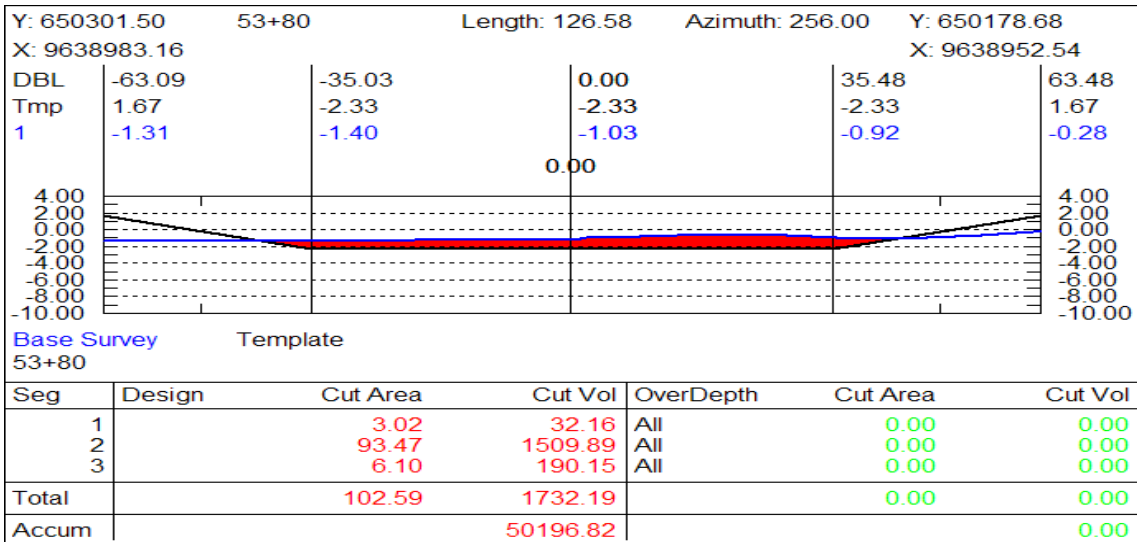 Y: 650301.50 53+80 Length: 126.58 Azimuth: 256.00 Y: 650178.68
X: 9638983.16 X: 9638952.54
DBL -63.09 -35.03 0.00 35.48 63.48
Tmp 1.67 -2.33 -2.33 -2.33 1.67
1 -1.31 -1.40 -1.03 -0.92 -0.28
0.00
4.00 4.00
2.00 2.00
0.00 0.00
-2.00 -2.00
-4.00 -4.00
-6.00 -6.00
-8.00 -8.00
-10.00 -10.00
Base Survey Template
53+80
Seg Design Cut Area Cut Vol OverDepth Cut Area Cut Vol
1 3.02 32.16 All 0.00 0.00
2 93.47 1509.89 All 0.00 0.00
3 6.10 190.15 All 0.00 0.00
Total 102.59 1732.19 0.00 0.00
Accum 50196.82 0.00